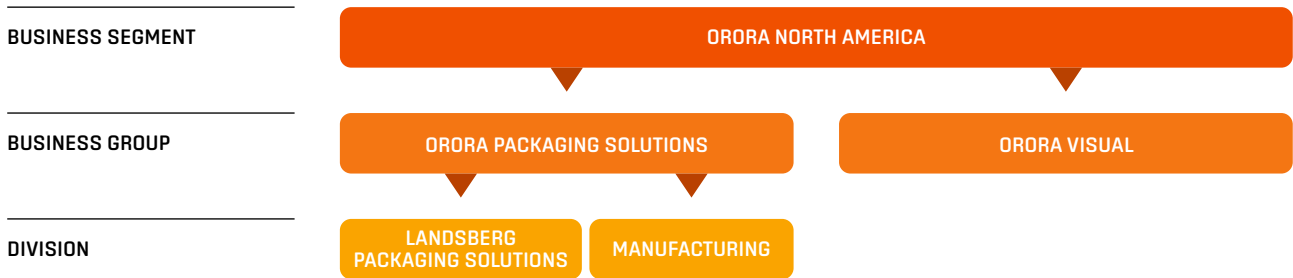 BUSINESS SEGMENT
ORORA NORTH AMERICA
BUSINESS GROUP
ORORA PACKAGING SOLUTIONS
ORORA VISUAL
DIVISION
LANDSBERG
PACKAGING SOLUTIONS
MANUFACTURING